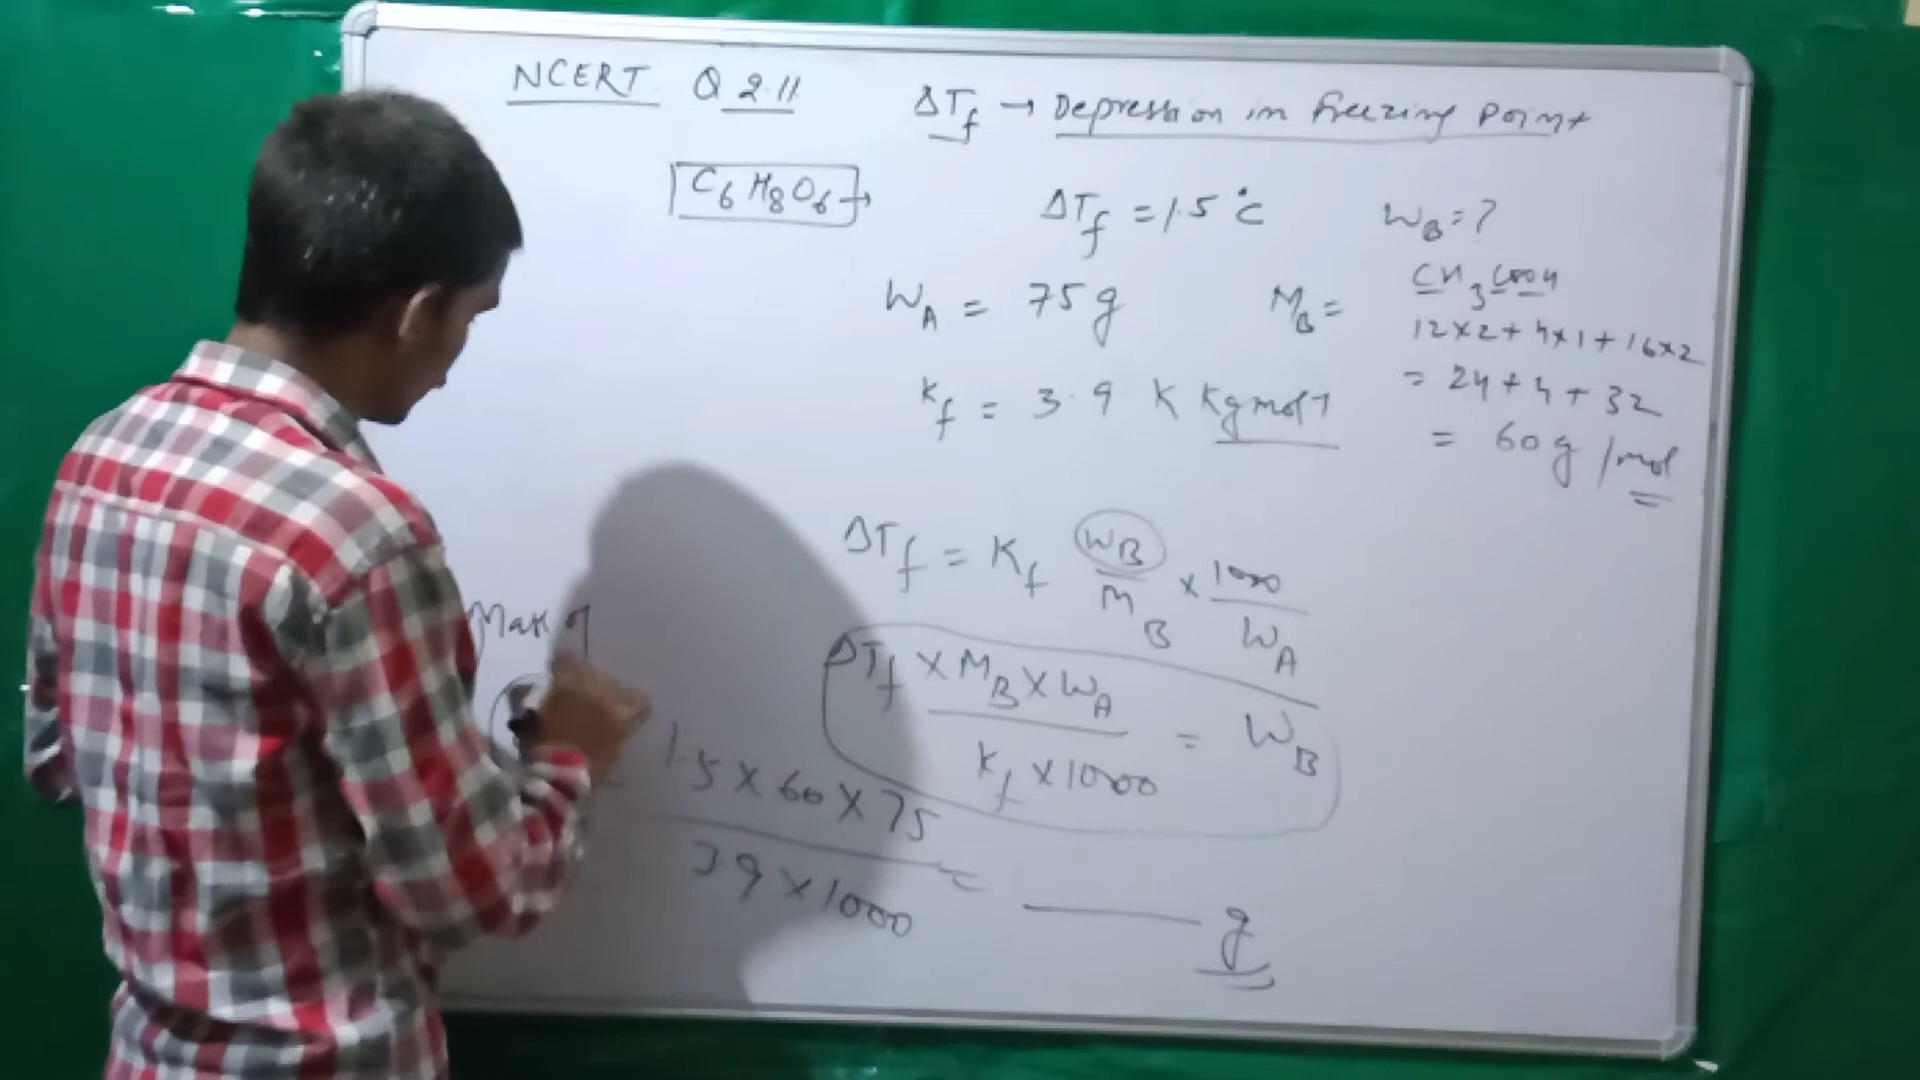 NCERT Q 2.11
ΔTf → Depression in freezing point
C6H8O6 →
ΔTf = 1.5 °C
WB = ?
WA = 75 g
MB = CH3COOH
12×2 + 4×1 + 16×2
= 24 + 4 + 32
= 60 g /mol
Kf = 3.9 K Kg mol-1
ΔTf = Kf WB/MB × 1000/WA
ΔTf × MB × WA / Kf × 1000 = WB
Mass of
1.5 × 60 × 75
3.9 × 1000
= —— g